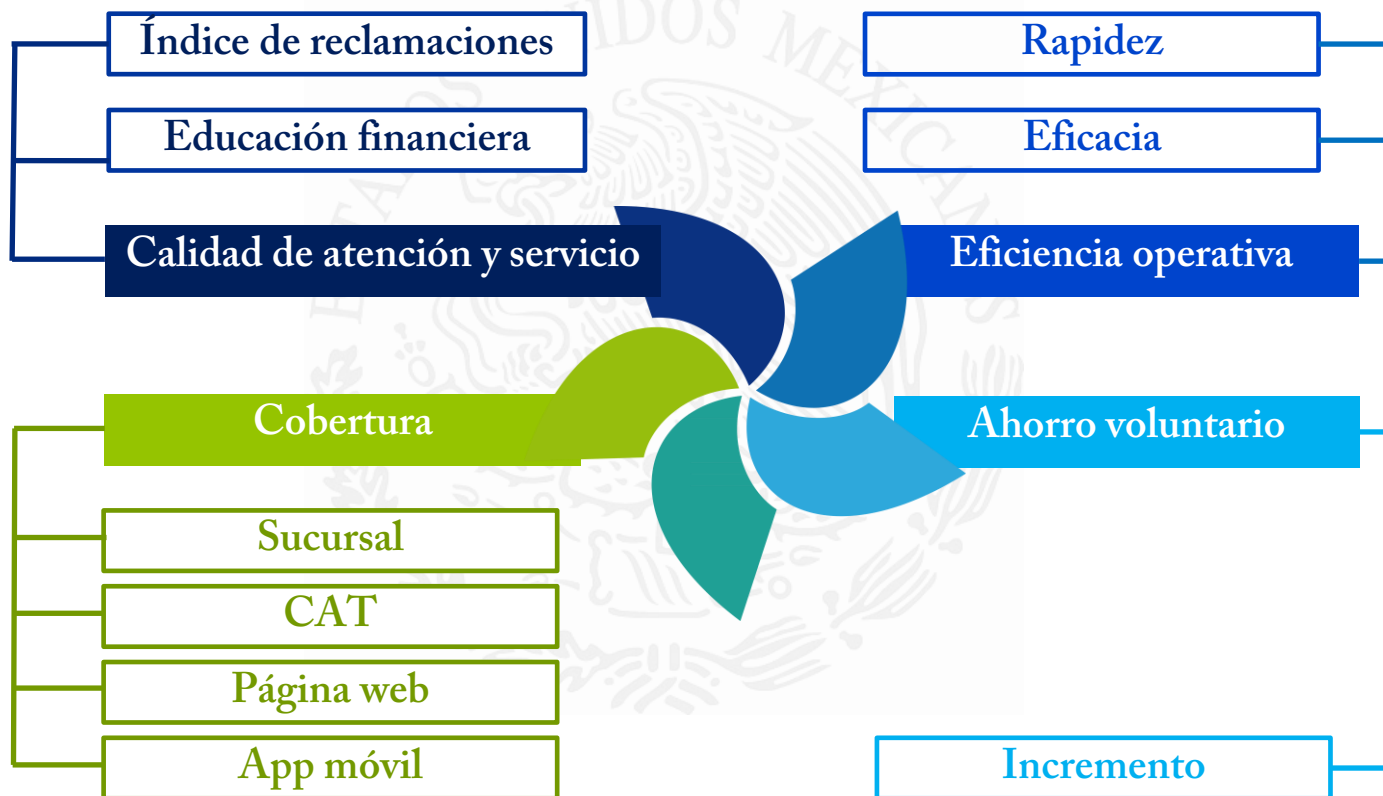 Índice de reclamaciones
Educación financiera
Calidad de atención y servicio
Cobertura
Sucursal
CAT
Página web
App móvil
Rapidez
Eficacia
Eficiencia operativa
Ahorro voluntario
Incremento